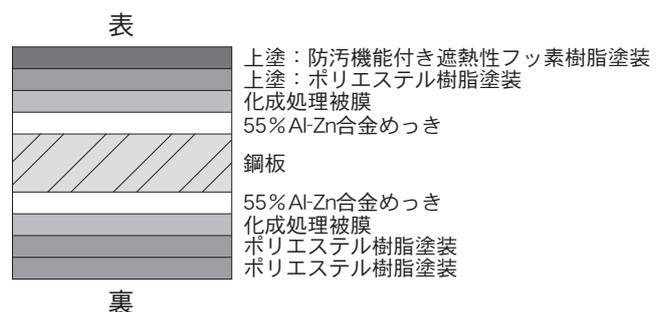 表
上塗：防汚機能付き遮熱性フッ素樹脂塗装
上塗：ポリエステル樹脂塗装
化成処理被膜
55%Al-Zn合金めっき
鋼板
55%Al-Zn合金めっき
化成処理被膜
ポリエステル樹脂塗装
ポリエステル樹脂塗装
裏